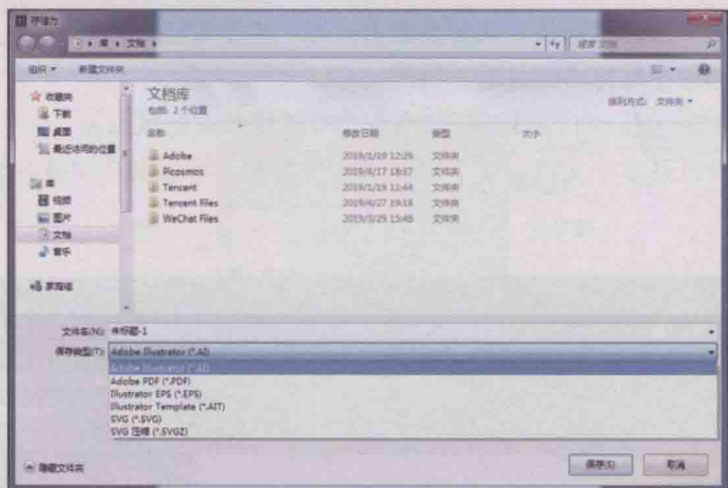 存储为
库 文档
搜索 文档
组织 新建文件夹
收藏夹
下载
桌面
最近访问的位置
库
视频
图片
文档
音乐
家庭组
文档库
包括: 2 个位置
排列方式: 文件夹
名称 修改日期 类型 大小
Adobe 2019/1/19 12:29 文件夹
Picosmos 2019/4/17 18:37 文件夹
Tencent 2019/1/19 12:44 文件夹
Tencent Files 2019/4/27 19:18 文件夹
WeChat Files 2019/3/29 15:48 文件夹
文件名(N): 未标题-1
保存类型(T): Adobe Illustrator (*.AI)
Adobe Illustrator (*.AI)
Adobe PDF (*.PDF)
Illustrator EPS (*.EPS)
Illustrator Template (*.AIT)
SVG (*.SVG)
SVG 压缩 (*.SVGZ)
隐藏文件夹
保存(S) 取消